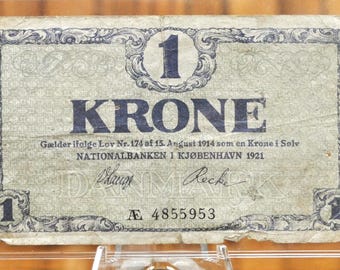 1
KRONE
Gælder ifølge Lov Nr. 174 af 15. August 1914 som en Krone i Sølv
NATIONALBANKEN I KJØBENHAVN 1921
1 Æ 4855953 1